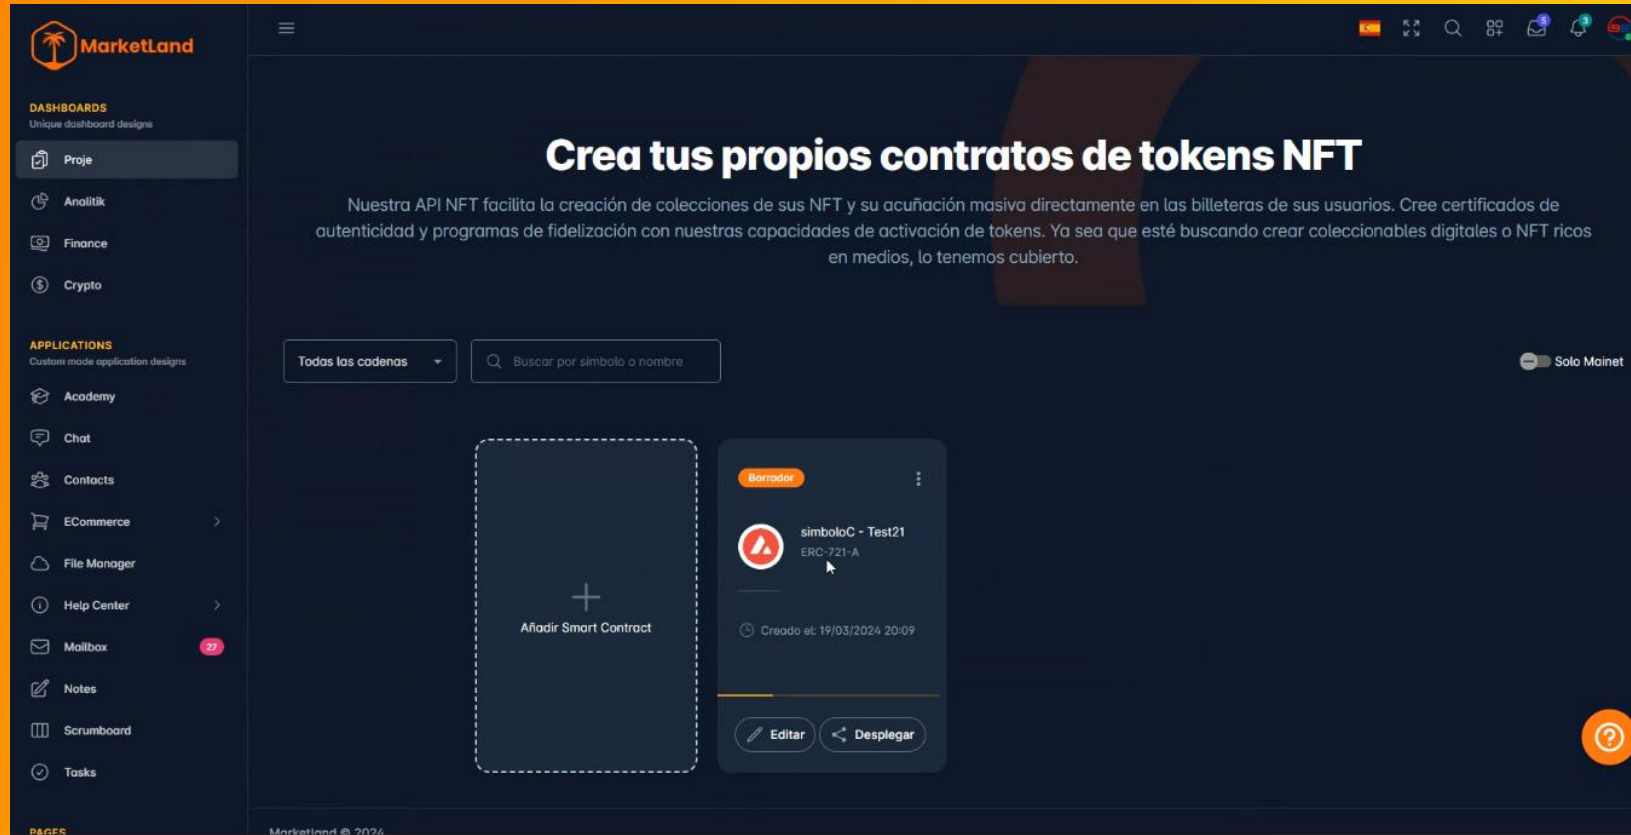 MarketLand
5
3
DASHBOARDS
Unique dashboard designs
Proje
Analitik
Finance
Crypto
APPLICATIONS
Custom made application designs
Academy
Chat
Contacts
ECommerce
File Manager
Help Center
Mailbox
27
Notes
Scrumboard
Tasks
PAGES
Crea tus propios contratos de tokens NFT
Nuestra API NFT facilita la creación de colecciones de sus NFT y su acuñación masiva directamente en las billeteras de sus usuarios. Cree certificados de
autenticidad y programas de fidelización con nuestras capacidades de activación de tokens. Ya sea que esté buscando crear coleccionables digitales o NFT ricos
en medios, lo tenemos cubierto.
Todas las cadenas
Buscar por símbolo o nombre
Solo Mainet
Añadir Smart Contract
Borrador
simboloC - Test21
ERC-721-A
Creado el: 19/03/2024 20:09
Editar
Desplegar
Marketland © 2024